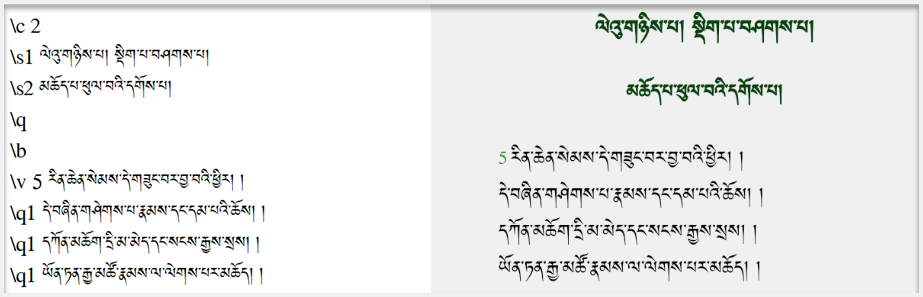 \c 2
\s1 ལེའུ་གཉིས་པ། སྡིག་པ་བཤགས་པ།
\s2 མཆོད་པ་ཕུལ་བའི་དགོས་པ།
\q
\b
\v 5 རིན་ཆེན་སེམས་དེ་གཟུང་བར་བྱ་བའི་ཕྱིར། །
\q1 དེ་བཞིན་གཤེགས་པ་རྣམས་དང་དམ་པའི་ཆོས། །
\q1 དཀོན་མཆོག་དྲི་མ་མེད་དང་སངས་རྒྱས་སྲས། །
\q1 ཡོན་ཏན་རྒྱ་མཚོ་རྣམས་ལ་ལེགས་པར་མཆོད། །
ལེའུ་གཉིས་པ། སྡིག་པ་བཤགས་པ།
མཆོད་པ་ཕུལ་བའི་དགོས་པ།
5 རིན་ཆེན་སེམས་དེ་གཟུང་བར་བྱ་བའི་ཕྱིར། །
དེ་བཞིན་གཤེགས་པ་རྣམས་དང་དམ་པའི་ཆོས། །
དཀོན་མཆོག་དྲི་མ་མེད་དང་སངས་རྒྱས་སྲས། །
ཡོན་ཏན་རྒྱ་མཚོ་རྣམས་ལ་ལེགས་པར་མཆོད། །